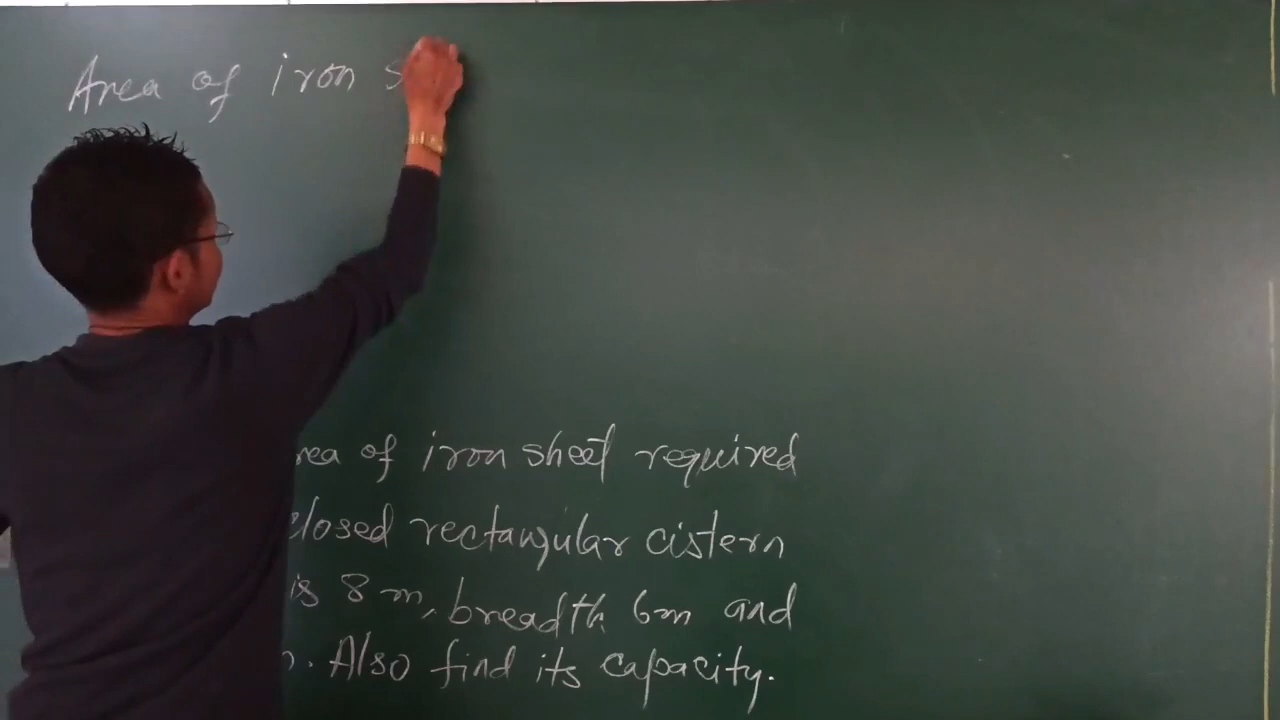 Area of iron s
rea of iron sheet required
closed rectangular cistern
is 8 m, breadth 6m and
. Also find its capacity.